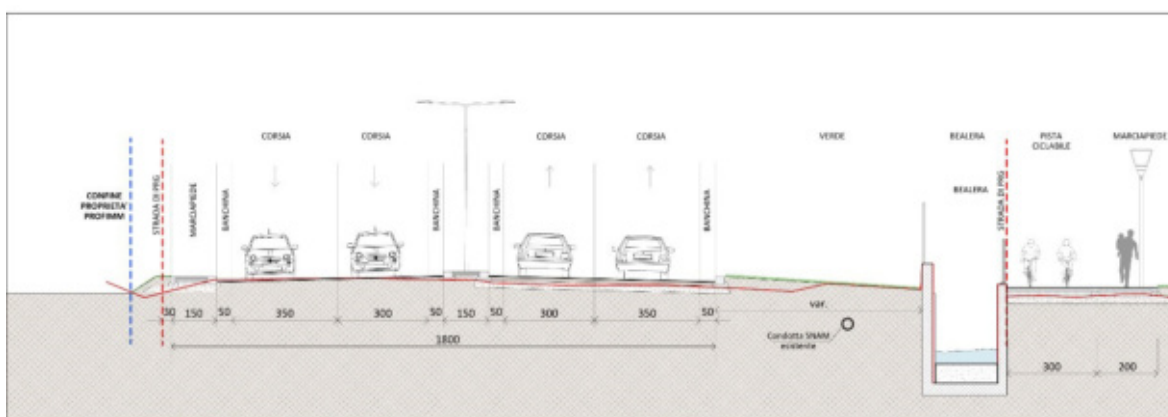 CORSIA
CORSIA
CORSIA
CORSIA
VERDE
BEALERA
PISTA
CICLABILE
MARCIAPIEDE
CONFINE
PROPRIETA'
PROFIMM
STRADA DI PRG
MARCIAPIEDE
BANCHINA
BANCHINA
BANCHINA
BANCHINA
BEALERA
STRADA DI PRG
50
150
50
350
300
50
150
50
300
350
50
var.
1800
Condotta SNAM
esistente
300
200